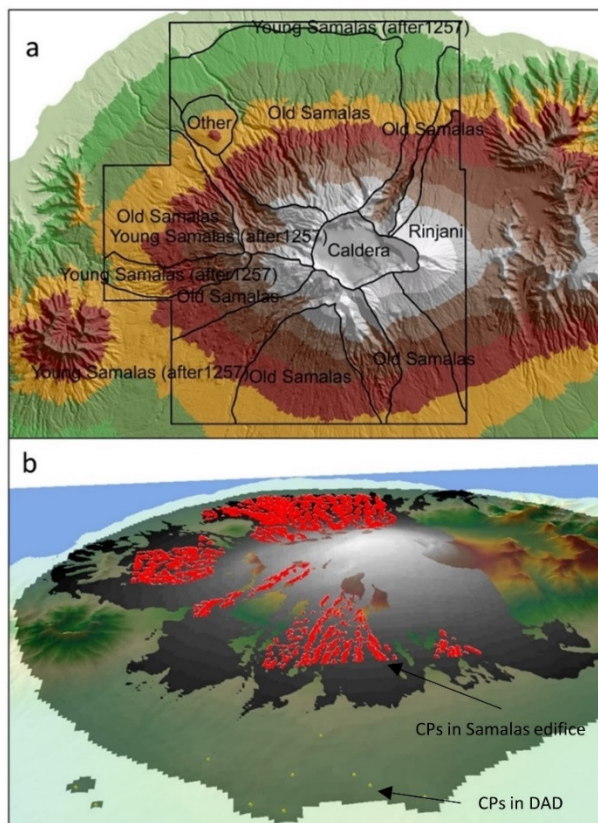 a
Young Samalas (after1257)
Other
Old Samalas
Old Samalas
Old Samalas
Rinjani
Young Samalas (after1257)
Caldera
Young Samalas (after1257)
Old Samalas
Old Samalas
Young Samalas (after1257)
Old Samalas
b
CPs in Samalas edifice
CPs in DAD